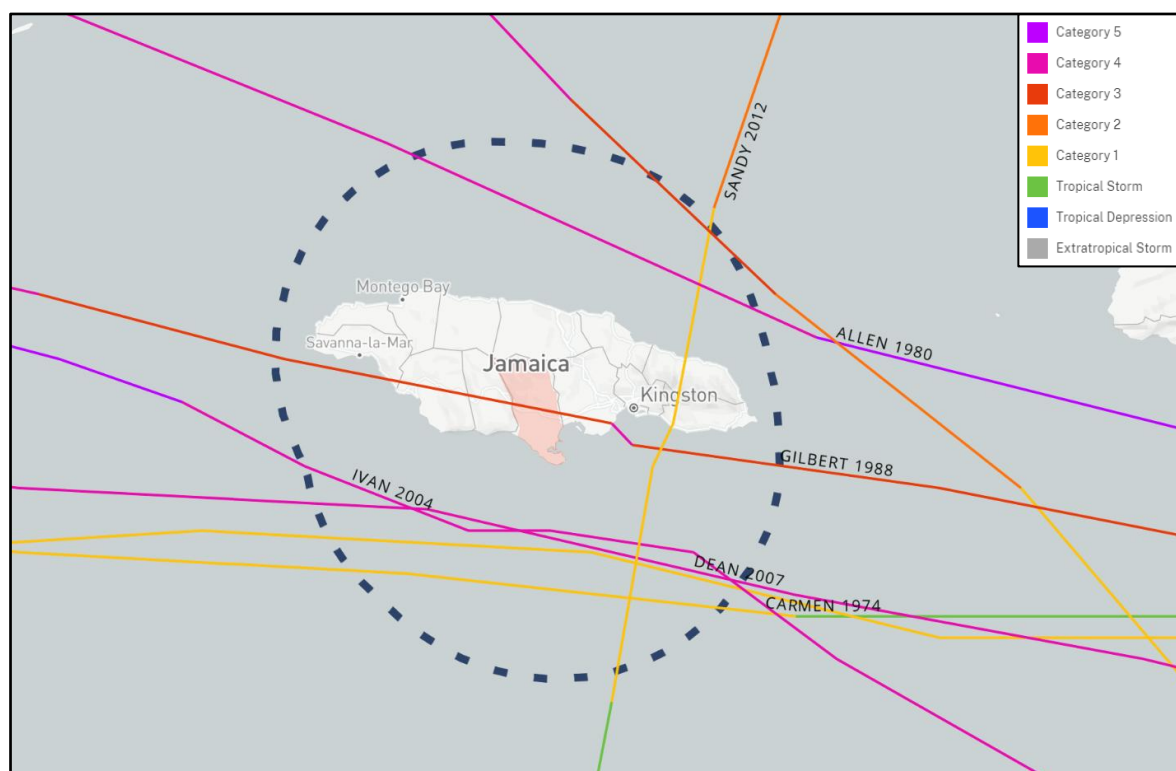 Category 5
Category 4
Category 3
Category 2
Category 1
Tropical Storm
Tropical Depression
Extratropical Storm
SANDY 2012
Montego Bay
Savanna-la-Mar
Jamaica
Kingston
ALLEN 1980
GILBERT 1988
IVAN 2004
DEAN 2007
CARMEN 1974